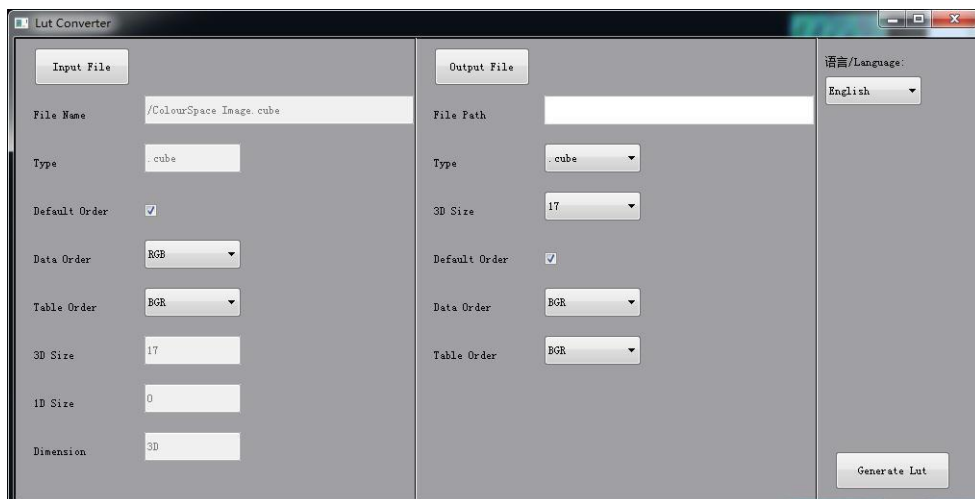 Lut Converter
Input File
File Name
/ColourSpace Image.cube
Type
.cube
Default Order
Data Order
RGB
Table Order
BGR
3D Size
17
1D Size
0
Dimension
3D
Output File
File Path
Type
.cube
3D Size
17
Default Order
Data Order
BGR
Table Order
BGR
语言/Language:
English
Generate Lut